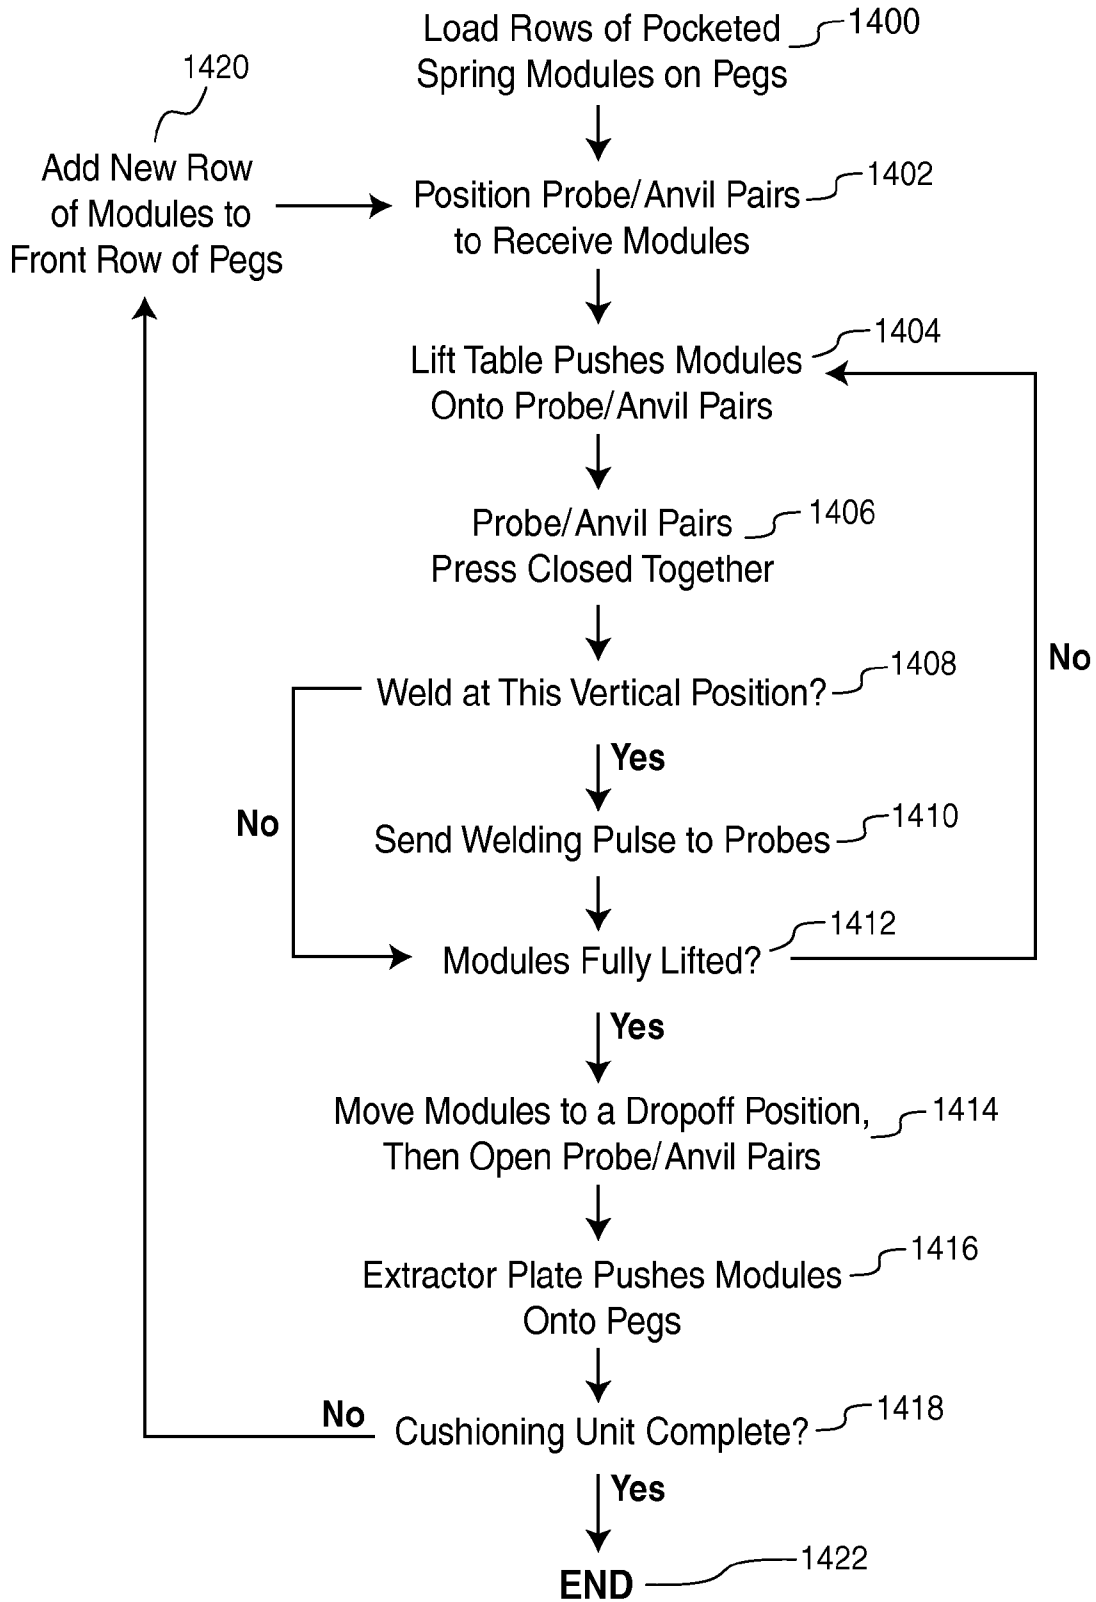 Load Rows of Pocketed
Spring Modules on Pegs
1400
1420
Add New Row
of Modules to
Front Row of Pegs
Position Probe/Anvil Pairs
to Receive Modules
1402
Lift Table Pushes Modules
Onto Probe/Anvil Pairs
1404
Probe/Anvil Pairs
Press Closed Together
1406
No
Weld at This Vertical Position?
1408
Yes
No
Send Welding Pulse to Probes
1410
Modules Fully Lifted?
1412
Yes
Move Modules to a Dropoff Position,
Then Open Probe/Anvil Pairs
1414
Extractor Plate Pushes Modules
Onto Pegs
1416
No
Cushioning Unit Complete?
1418
Yes
END
1422